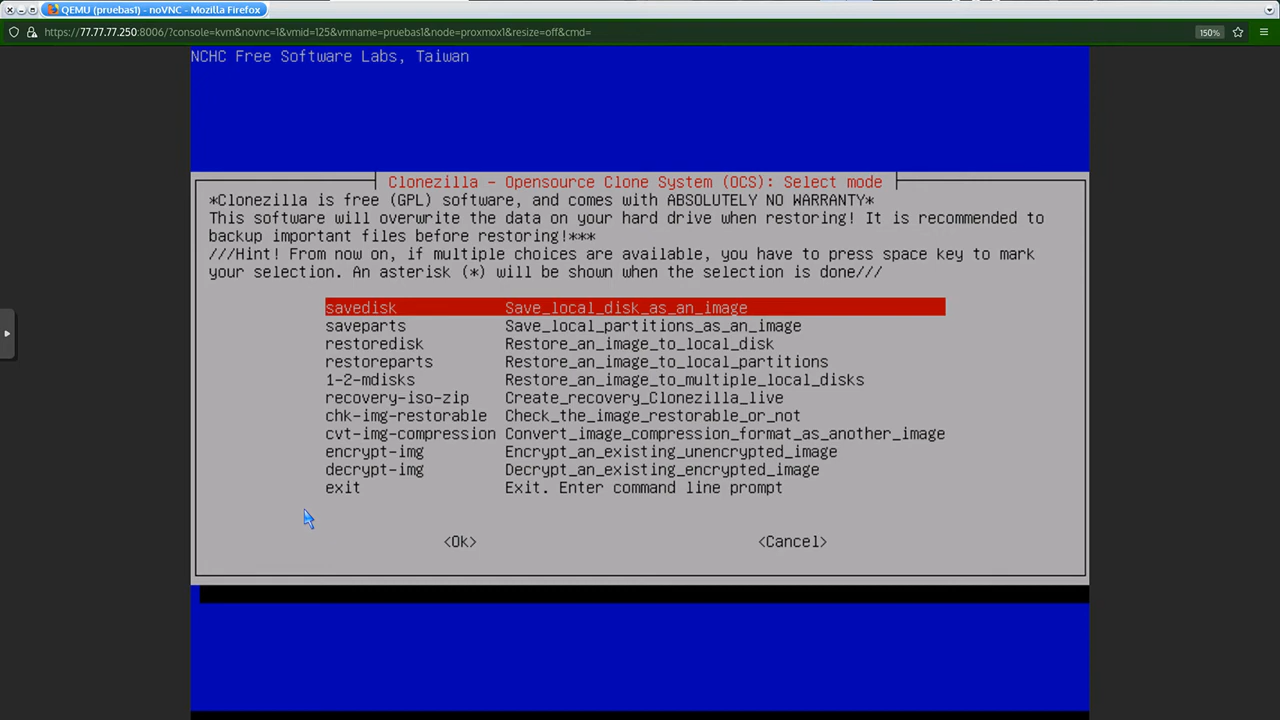 QEMU (pruebas1) - noVNC - Mozilla Firefox
https://77.77.77.250:8006/?console=kvm&novnc=1&vmid=125&vmname=pruebas1&node=proxmox1&resize=off&cmd=
150%
NCHC Free Software Labs, Taiwan
Clonezilla - Opensource Clone System (OCS): Select mode
*Clonezilla is free (GPL) software, and comes with ABSOLUTELY NO WARRANTY*
This software will overwrite the data on your hard drive when restoring! It is recommended to
backup important files before restoring!***
///Hint! From now on, if multiple choices are available, you have to press space key to mark
your selection. An asterisk (*) will be shown when the selection is done///
savedisk Save_local_disk_as_an_image
saveparts Save_local_partitions_as_an_image
restoredisk Restore_an_image_to_local_disk
restoreparts Restore_an_image_to_local_partitions
1-2-mdisks Restore_an_image_to_multiple_local_disks
recovery-iso-zip Create_recovery_Clonezilla_live
chk-img-restorable Check_the_image_restorable_or_not
cvt-img-compression Convert_image_compression_format_as_another_image
encrypt-img Encrypt_an_existing_unencrypted_image
decrypt-img Decrypt_an_existing_encrypted_image
exit Exit. Enter command line prompt
<Ok> <Cancel>